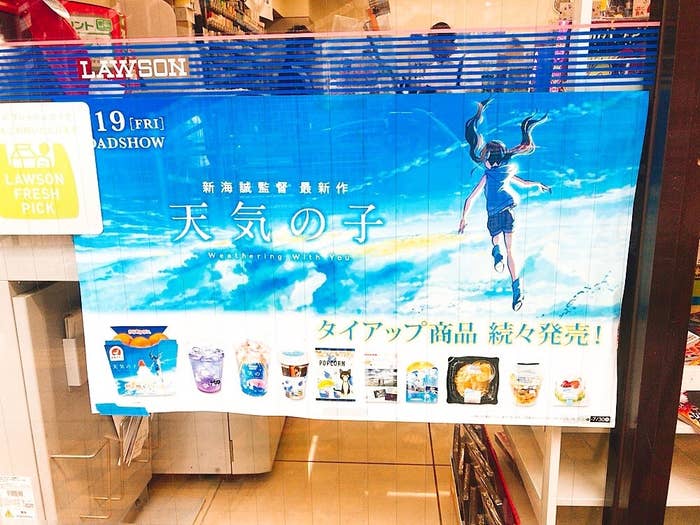 LAWSON
19 [FRI]
ADSHOW
LAWSON
FRESH
PICK
新海誠監督 最新作
天気の子
Weathering With You
タイアップ商品 続々発売!
天気の子
POPCORN